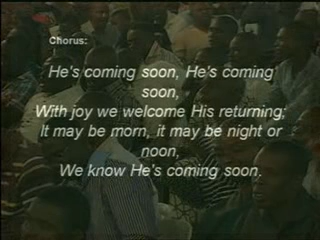 Chorus:
He's coming soon, He's coming
soon,
With joy we welcome His returning;
It may be morn, it may be night or
noon,
We know He's coming soon.